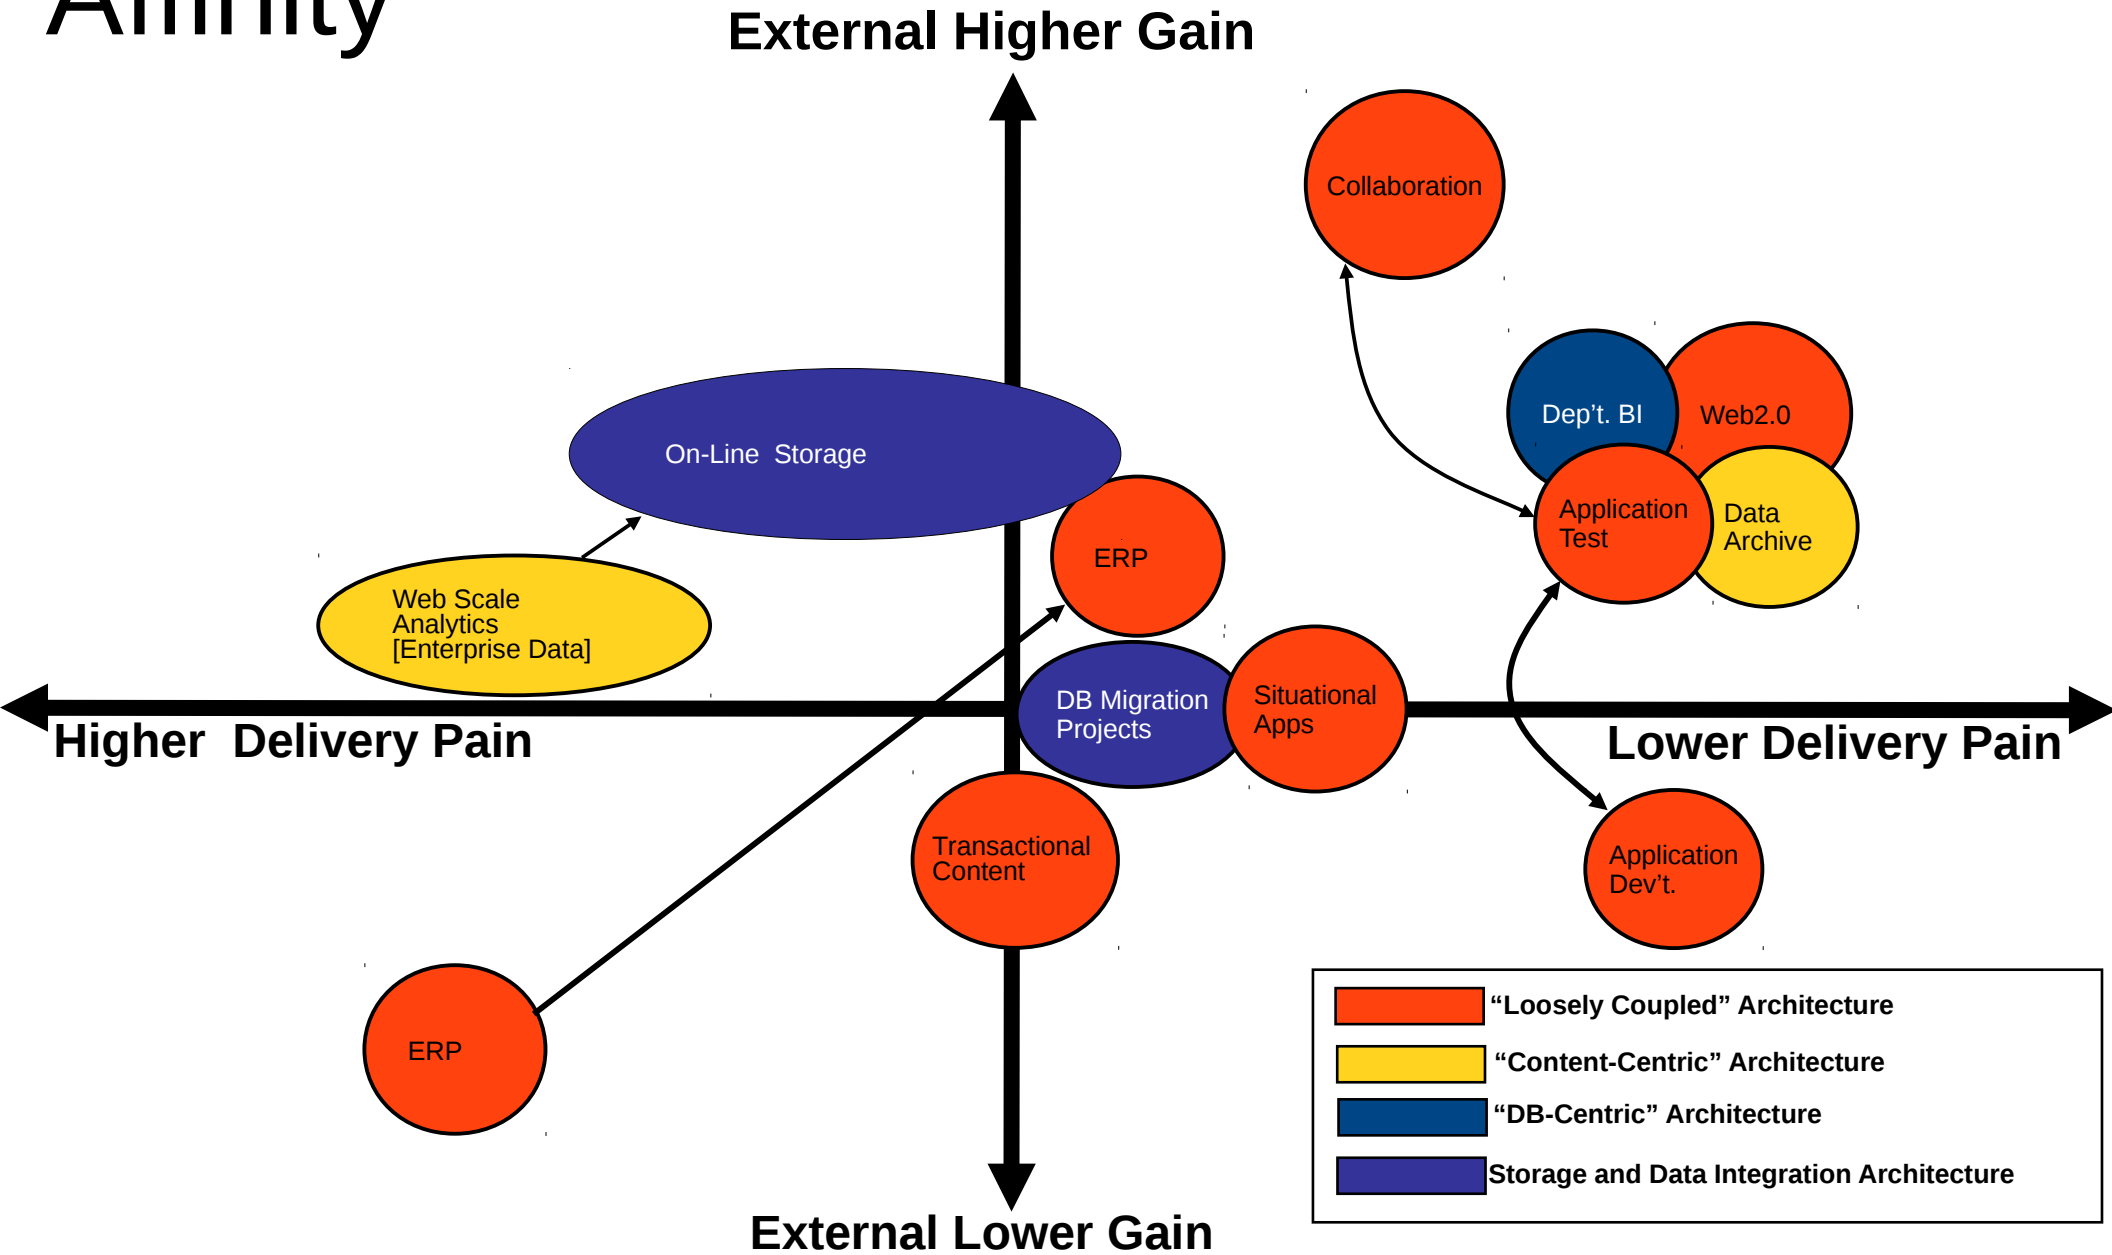 Affinity
External Higher Gain
Collaboration
Dep’t. BI
Web2.0
On-Line  Storage
Application
Test
Data
Archive
ERP
Web Scale
Analytics
[Enterprise Data]
DB Migration
Projects
Situational
Apps
Higher  Delivery Pain
Lower Delivery Pain
Transactional
Content
Application
Dev’t.
ERP
“Loosely Coupled” Architecture
“Content-Centric” Architecture
“DB-Centric” Architecture
Storage and Data Integration Architecture
External Lower Gain